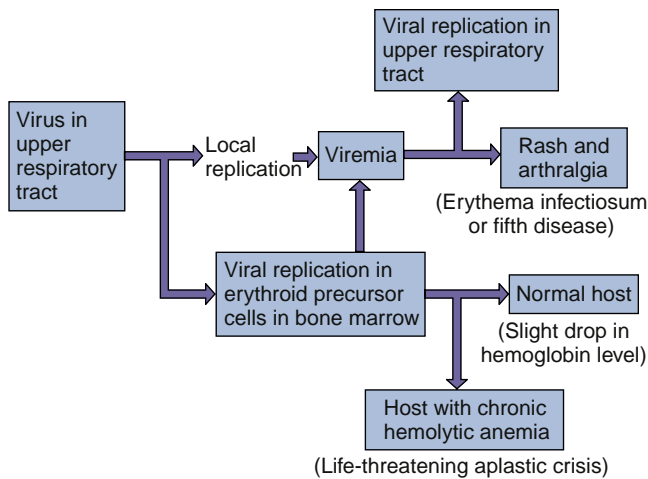 Viral replication in
upper respiratory
tract
Virus in
upper
respiratory
tract
Local
replication
Viremia
Rash and
arthralgia
(Erythema infectiosum
or fifth disease)
Viral replication in
erythroid precursor
cells in bone marrow
Normal host
(Slight drop in
hemoglobin level)
Host with chronic
hemolytic anemia
(Life-threatening aplastic crisis)